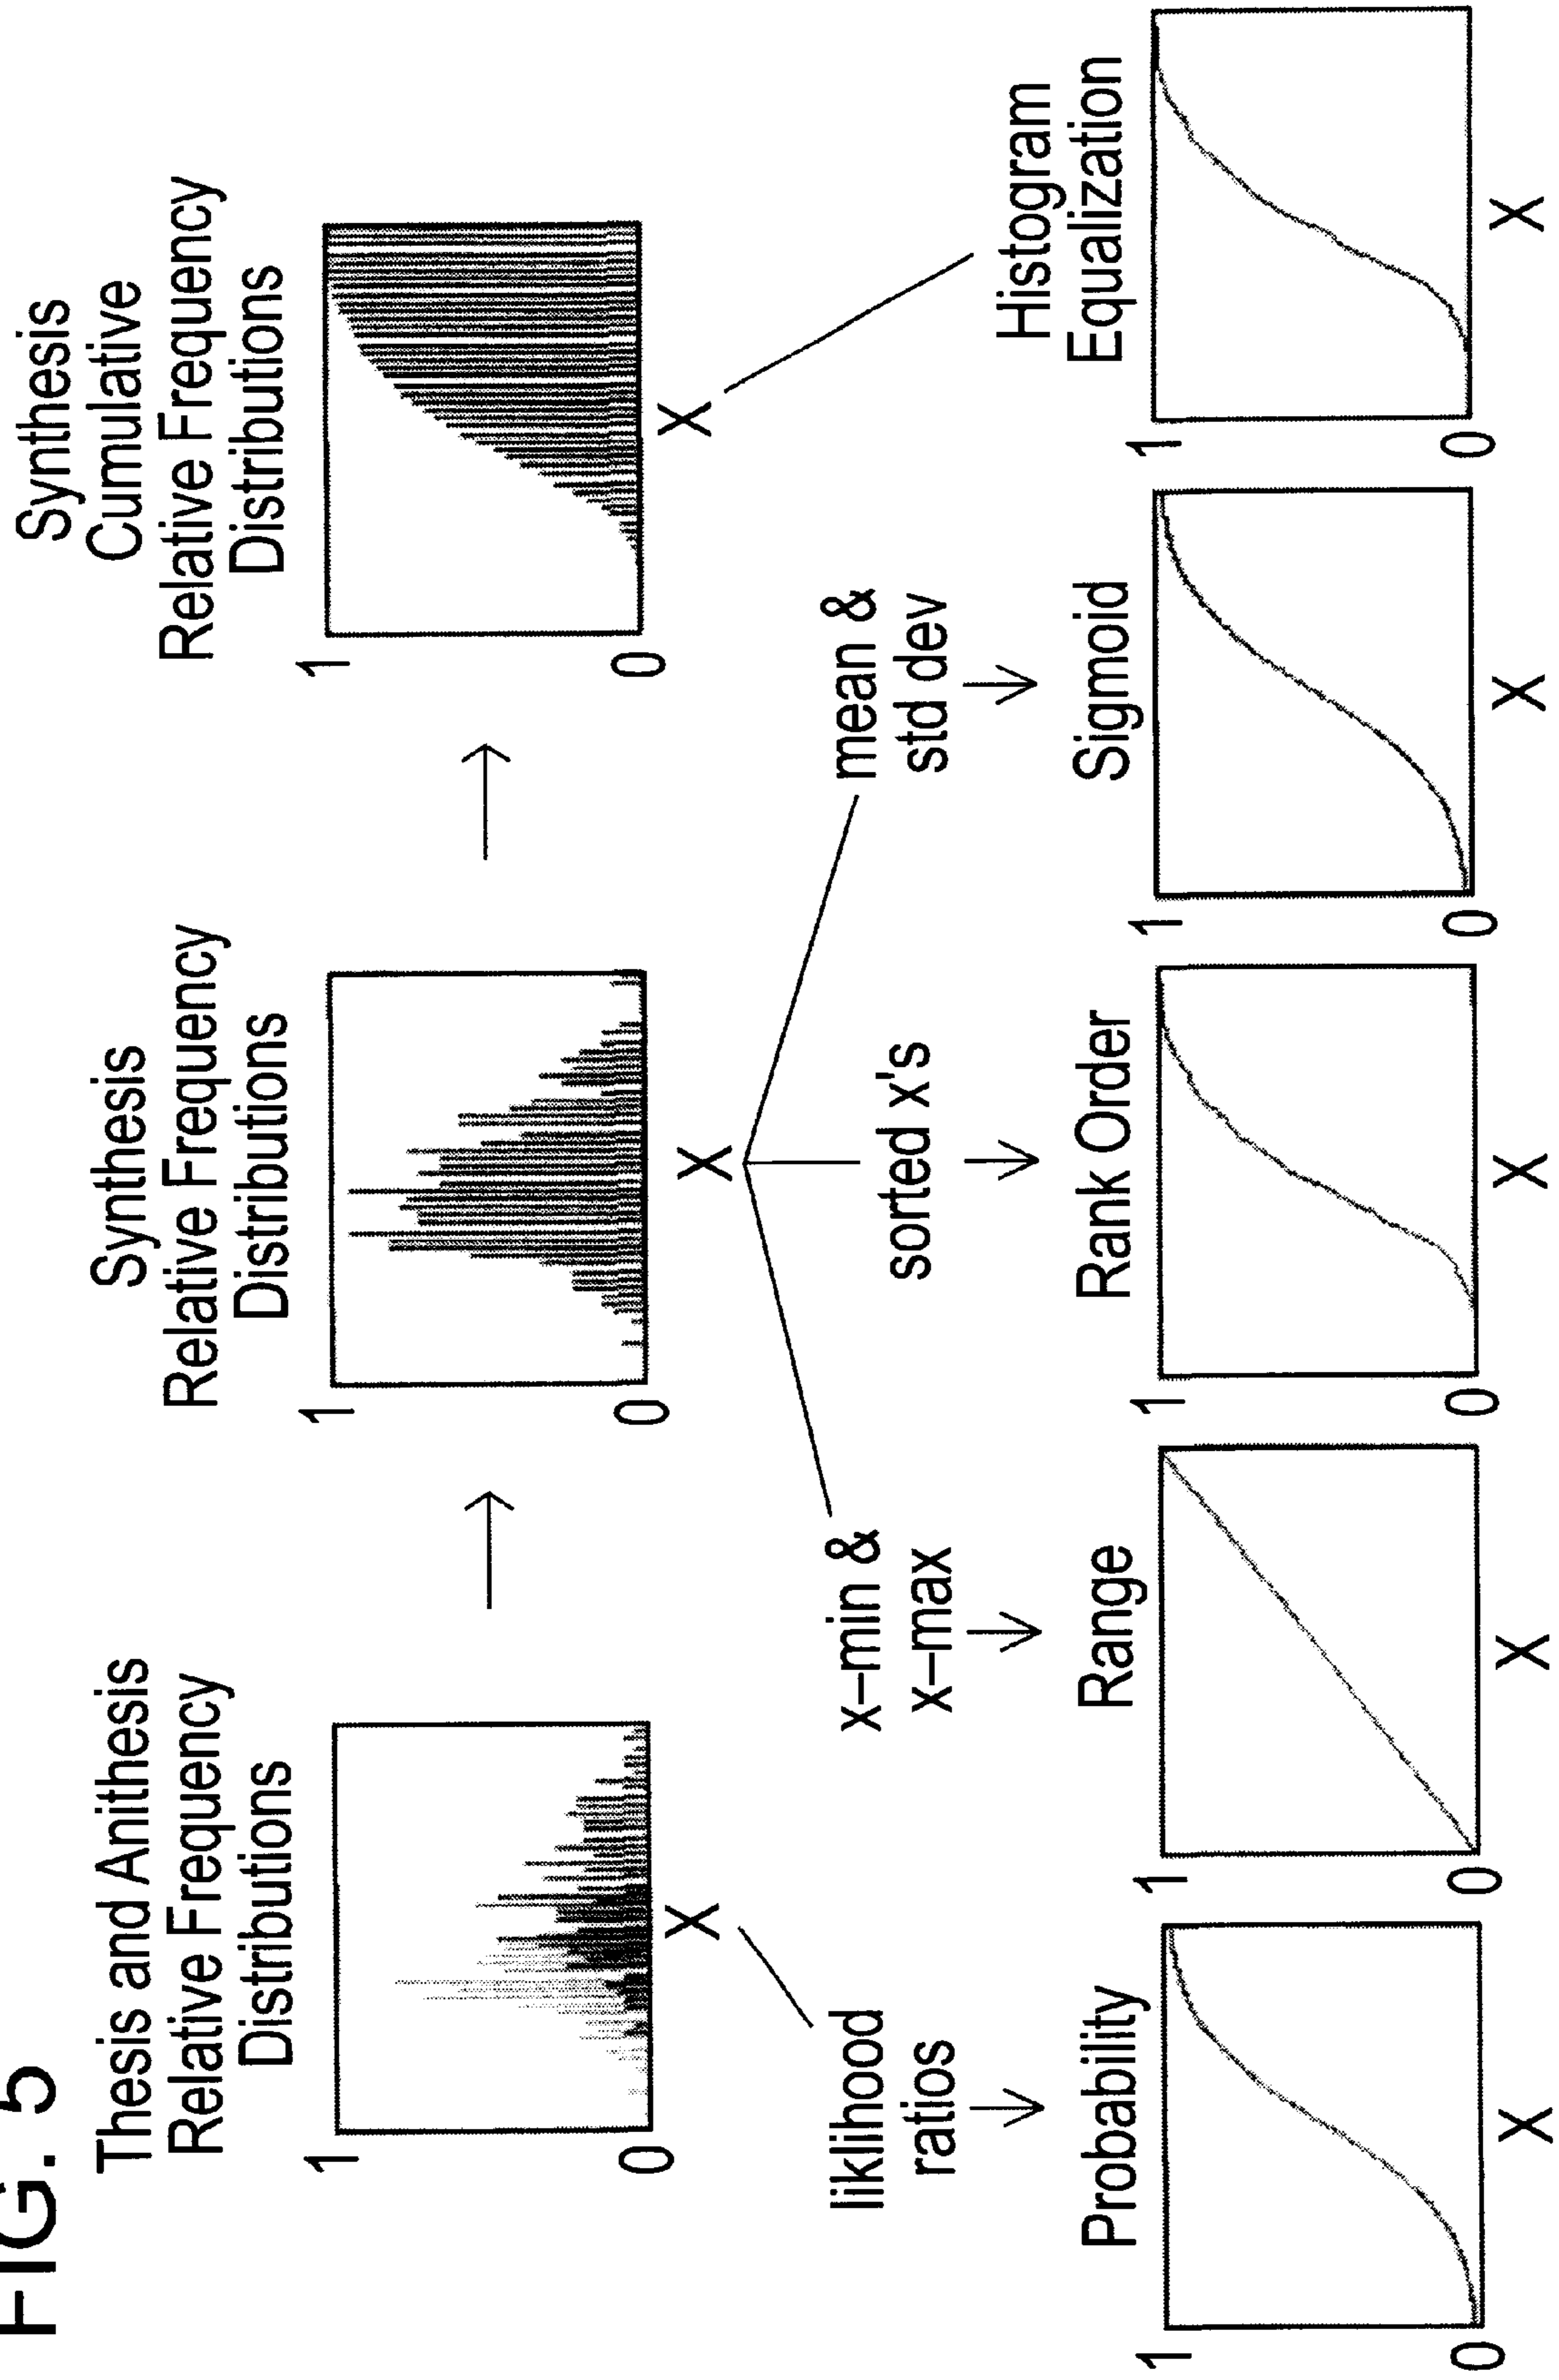 FIG. 5
Thesis and Anithesis
Relative Frequency
Distributions
1
0
X
Synthesis
Relative Frequency
Distributions
1
0
X
Synthesis
Cumulative
Relative Frequency
Distributions
1
0
X
liklihood
ratios
x-min &
x-max
sorted x's
mean &
std dev
Probability
1
0
X
Range
1
0
X
Rank Order
1
0
X
Sigmoid
1
0
X
Histogram
Equalization
1
0
X